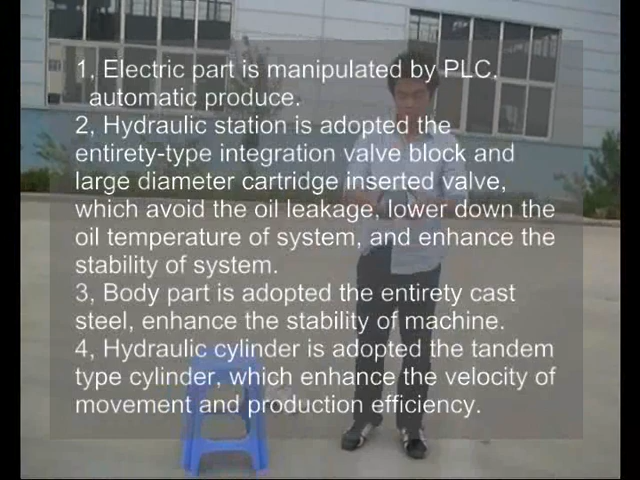 1, Electric part is manipulated by PLC,
automatic produce.
2, Hydraulic station is adopted the
entirety-type integration valve block and
large diameter cartridge inserted valve,
which avoid the oil leakage, lower down the
oil temperature of system, and enhance the
stability of system.
3, Body part is adopted the entirety cast
steel, enhance the stability of machine.
4, Hydraulic cylinder is adopted the tandem
type cylinder, which enhance the velocity of
movement and production efficiency.